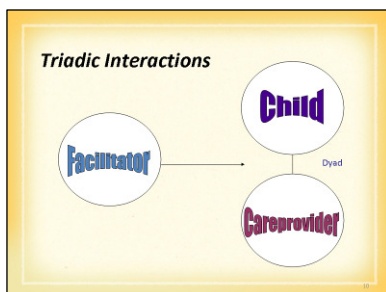 Triadic Interactions
Child
Facilitator
Dyad
Careprovider